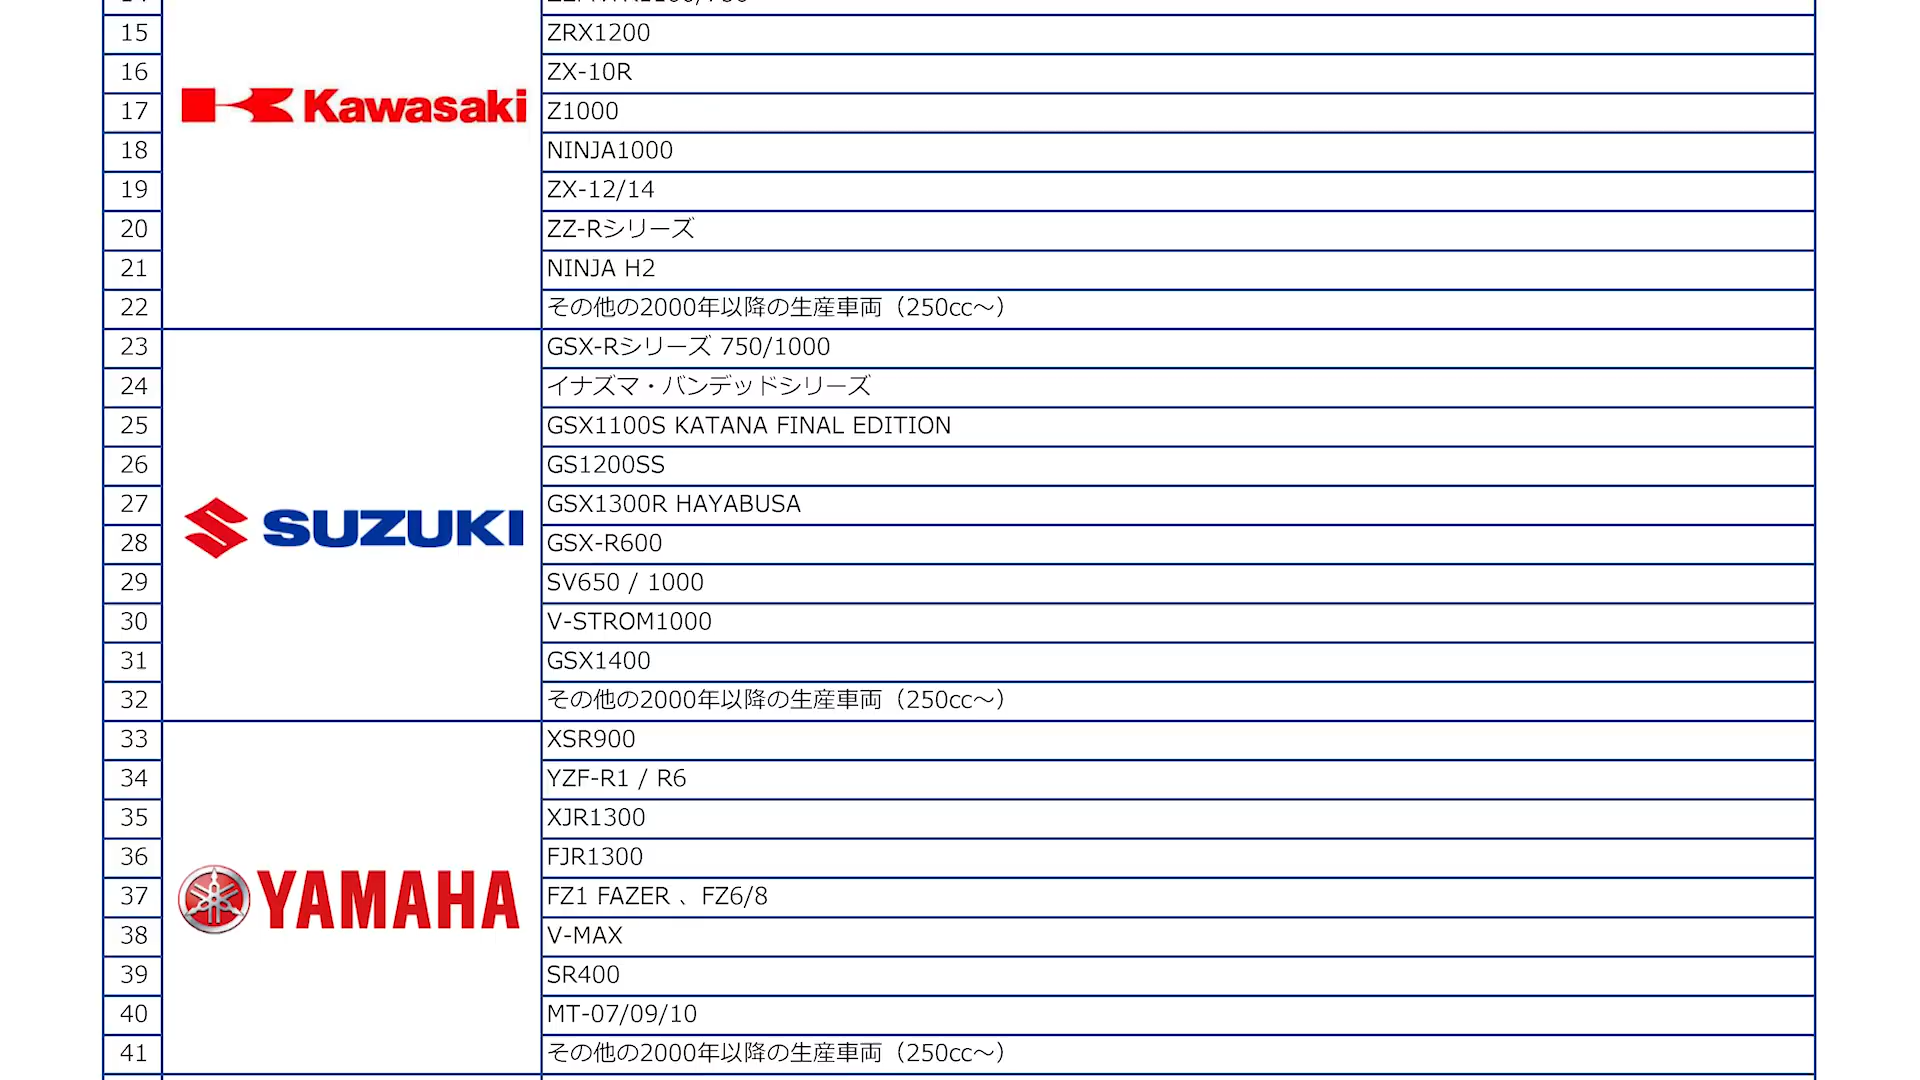 15 ZRX1200
16 ZX-10R
Kawasaki
17 Z1000
18 NINJA1000
19 ZX-12/14
20 ZZ-Rシリーズ
21 NINJA H2
22 その他の2000年以降の生産車両（250cc～）
23 GSX-Rシリーズ 750/1000
24 イナズマ・バンデッドシリーズ
25 GSX1100S KATANA FINAL EDITION
26 GS1200SS
27 GSX1300R HAYABUSA
SUZUKI
28 GSX-R600
29 SV650 / 1000
30 V-STROM1000
31 GSX1400
32 その他の2000年以降の生産車両（250cc～）
33 XSR900
34 YZF-R1 / R6
35 XJR1300
36 FJR1300
YAMAHA
37 FZ1 FAZER 、FZ6/8
38 V-MAX
39 SR400
40 MT-07/09/10
41 その他の2000年以降の生産車両（250cc～）